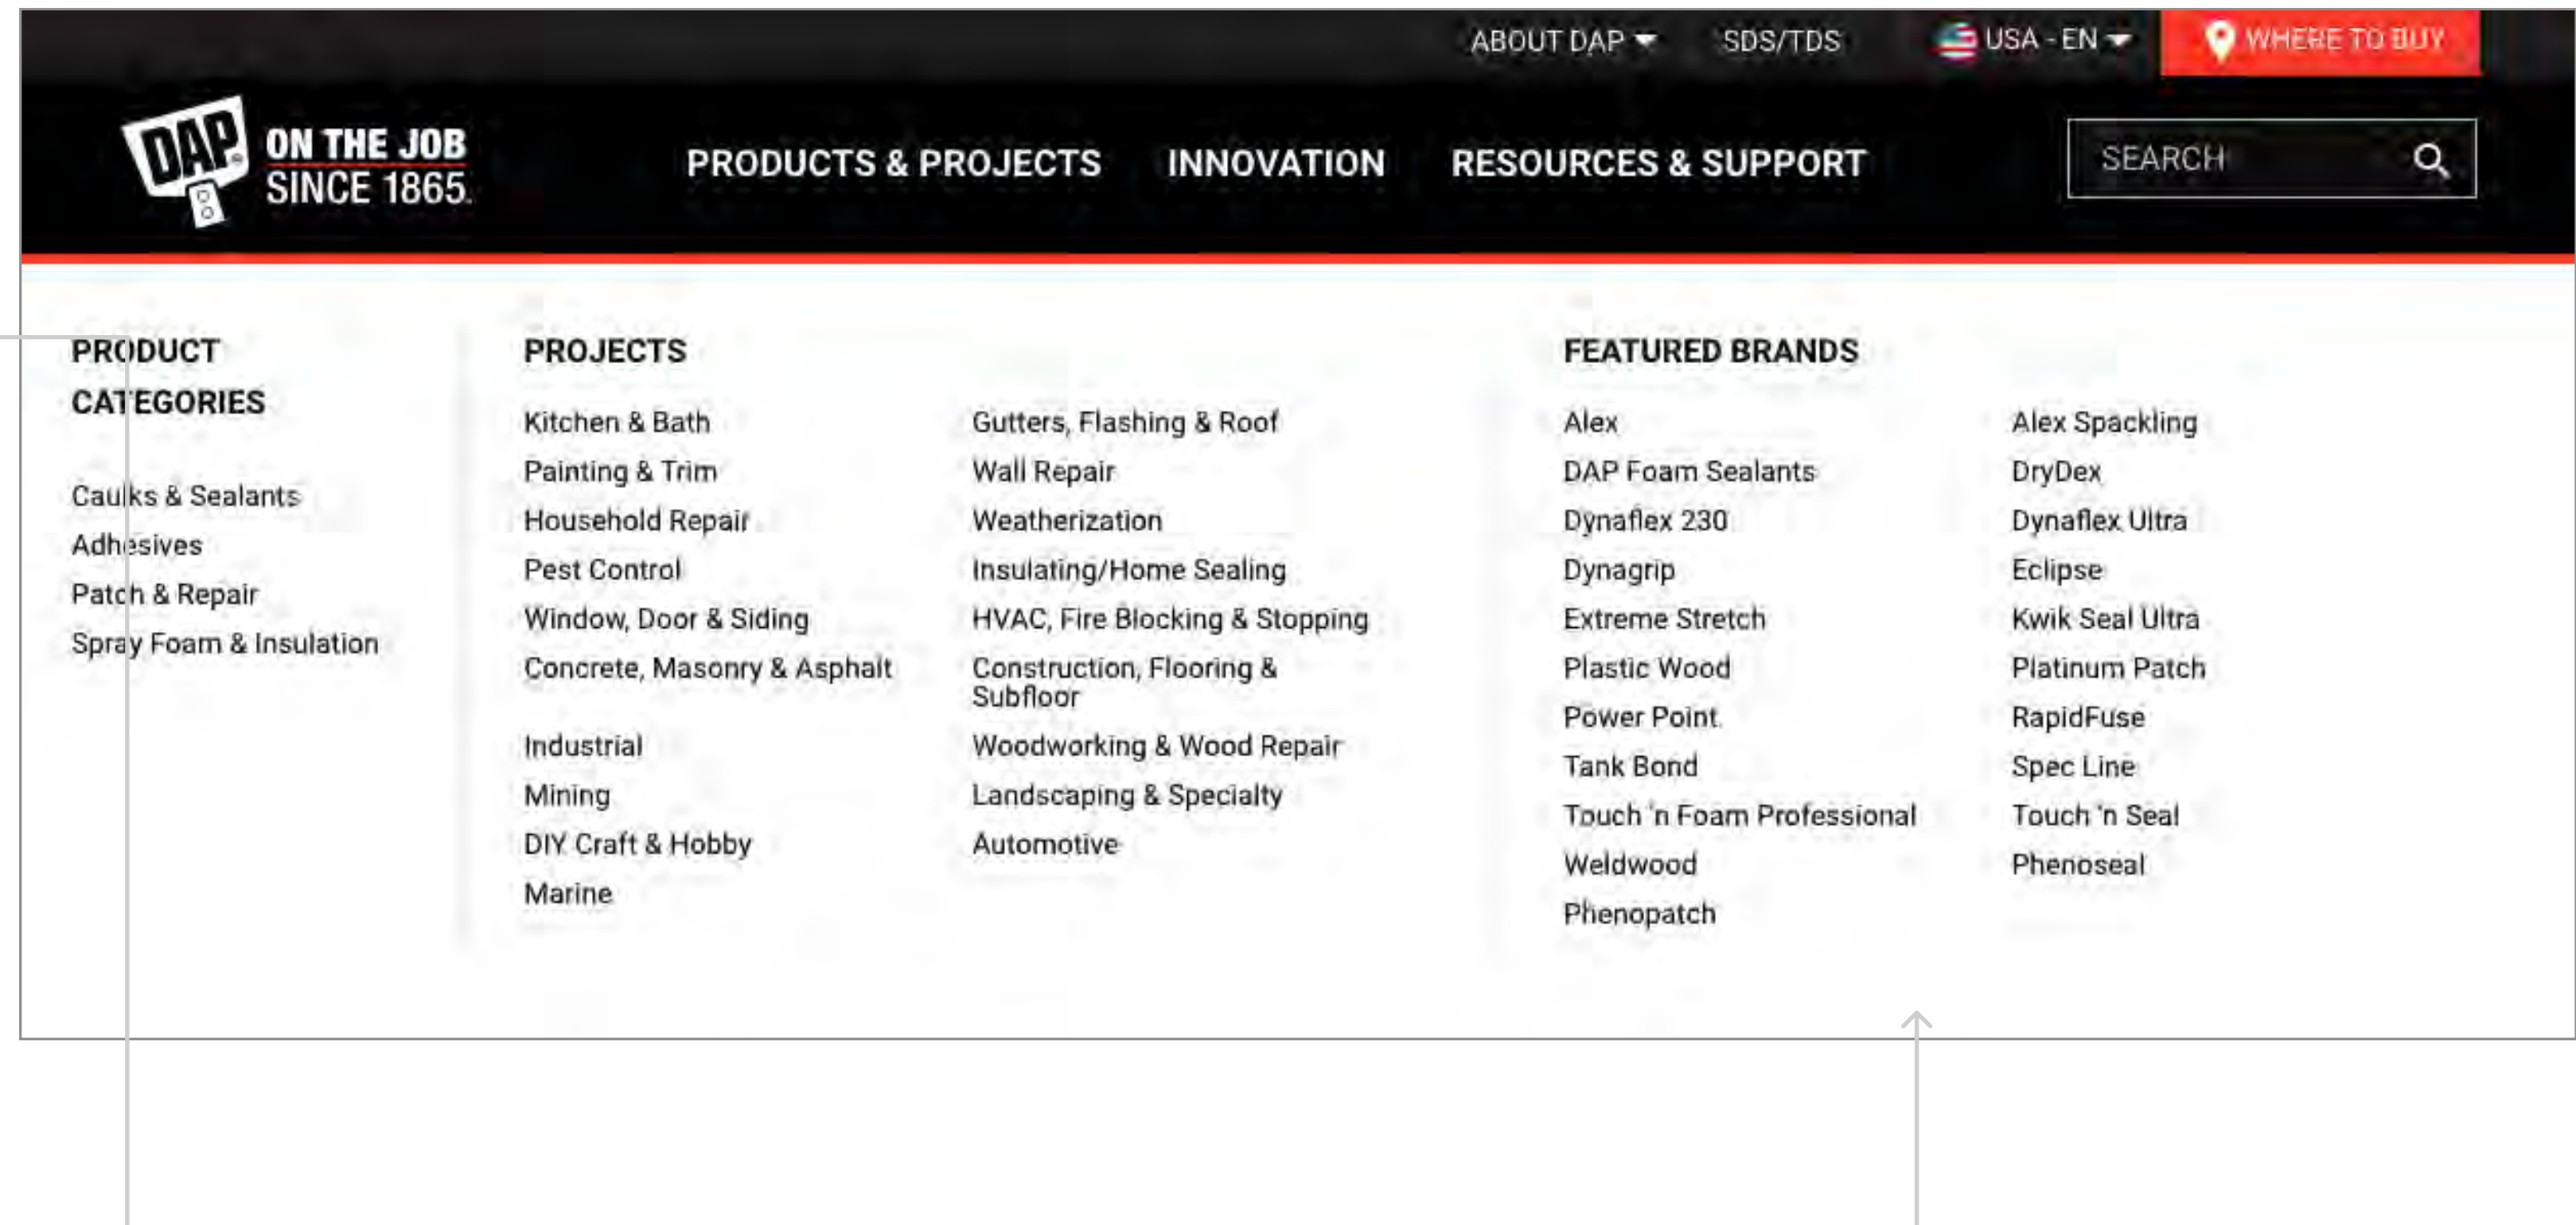 ABOUT DAP
SDS/TDS
USA - EN
WHERE TO BUY
DAP®
ON THE JOB
SINCE 1865.
PRODUCTS & PROJECTS
INNOVATION
RESOURCES & SUPPORT
SEARCH
PRODUCT
CATEGORIES
Caulks & Sealants
Adhesives
Patch & Repair
Spray Foam & Insulation
PROJECTS
Kitchen & Bath
Painting & Trim
Household Repair
Pest Control
Window, Door & Siding
Concrete, Masonry & Asphalt
Industrial
Mining
DIY Craft & Hobby
Marine
Gutters, Flashing & Roof
Wall Repair
Weatherization
Insulating/Home Sealing
HVAC, Fire Blocking & Stopping
Construction, Flooring &
Subfloor
Woodworking & Wood Repair
Landscaping & Specialty
Automotive
FEATURED BRANDS
Alex
DAP Foam Sealants
Dynaflex 230
Dynagrip
Extreme Stretch
Plastic Wood
Power Point
Tank Bond
Touch 'n Foam Professional
Weldwood
Phenopatch
Alex Spackling
DryDex
Dynaflex Ultra
Eclipse
Kwik Seal Ultra
Platinum Patch
RapidFuse
Spec Line
Touch 'n Seal
Phenoseal